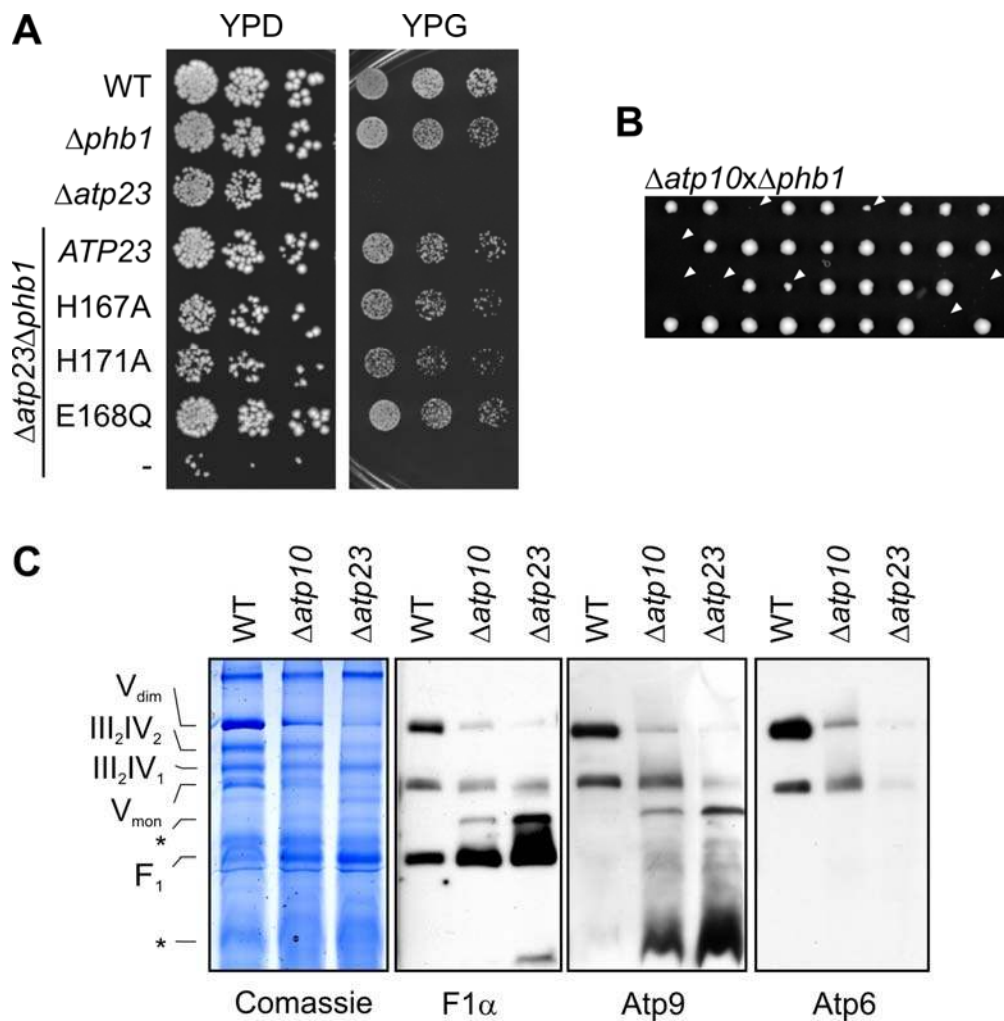 A
YPD YPG
WT
Δphb1
Δatp23
Δatp23Δphb1
ATP23
H167A
H171A
E168Q
-
B
Δatp10xΔphb1
C
WT Δatp10 Δatp23 WT Δatp10 Δatp23 WT Δatp10 Δatp23 WT Δatp10 Δatp23
Vdim
III2IV2
III2IV1
Vmon
*
F1
*
Comassie F1α Atp9 Atp6